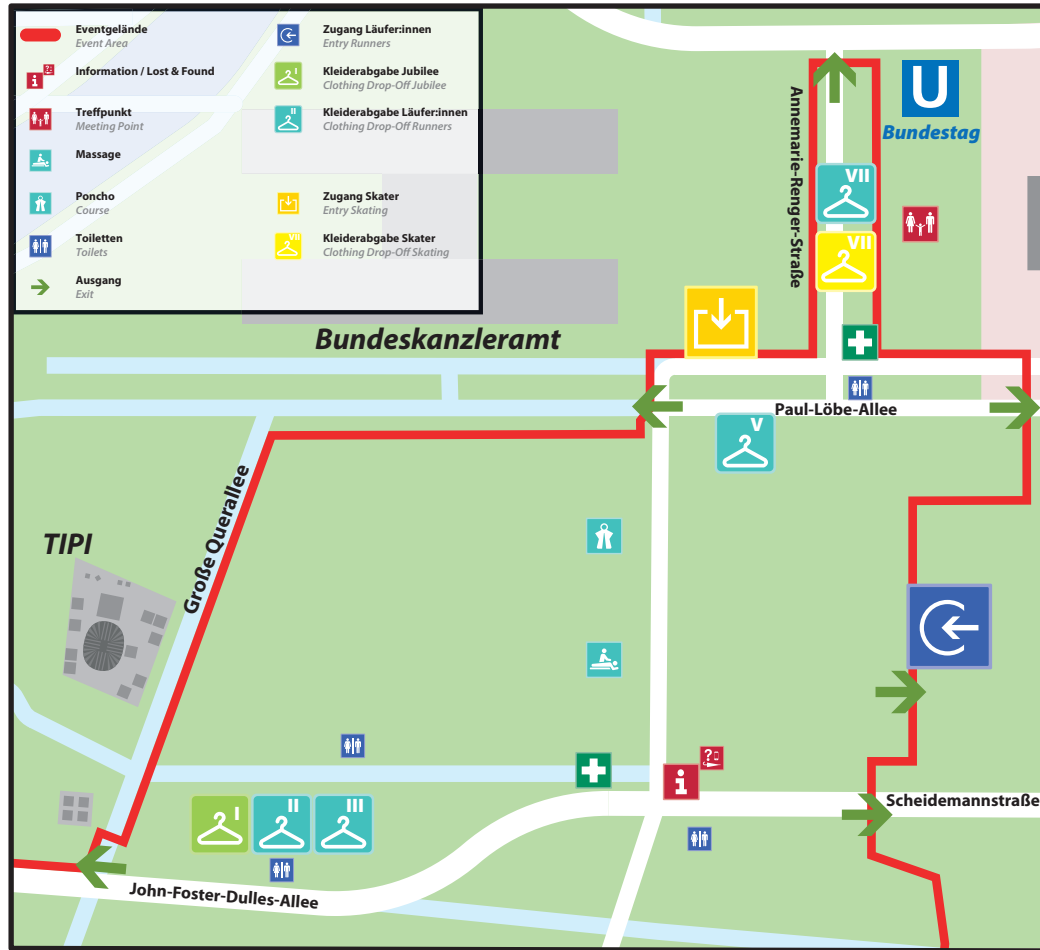 Eventgelände
Event Area
Information / Lost & Found
Treffpunkt
Meeting Point
Massage
Poncho
Course
Toiletten
Toilets
Ausgang
Exit
Zugang Läufer:innen
Entry Runners
I
Kleiderabgabe Jubilee
Clothing Drop-Off Jubilee
II
Kleiderabgabe Läufer:innen
Clothing Drop-Off Runners
Zugang Skater
Entry Skating
VII
Kleiderabgabe Skater
Clothing Drop-Off Skating
U
Bundestag
Annemarie-Renger-Straße
VII
VII
Bundeskanzleramt
Paul-Löbe-Allee
V
Große Querallee
TIPI
i
?
Scheidemannstraße
I
II
III
John-Foster-Dulles-Allee